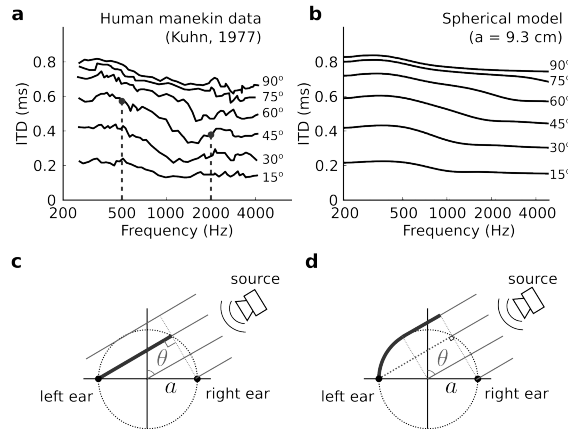 a
Human manekin data
(Kuhn, 1977)
ITD (ms)
0.8
0.6
0.4
0.2
0
90º
75º
60º
45º
30º
15º
200 500 1000 2000 4000
Frequency (Hz)
b
Spherical model
(a = 9.3 cm)
ITD (ms)
0.8
0.6
0.4
0.2
0
90º
75º
60º
45º
30º
15º
200 500 1000 2000 4000
Frequency (Hz)
c
source
θ
a
left ear
right ear
d
source
θ
a
left ear
right ear